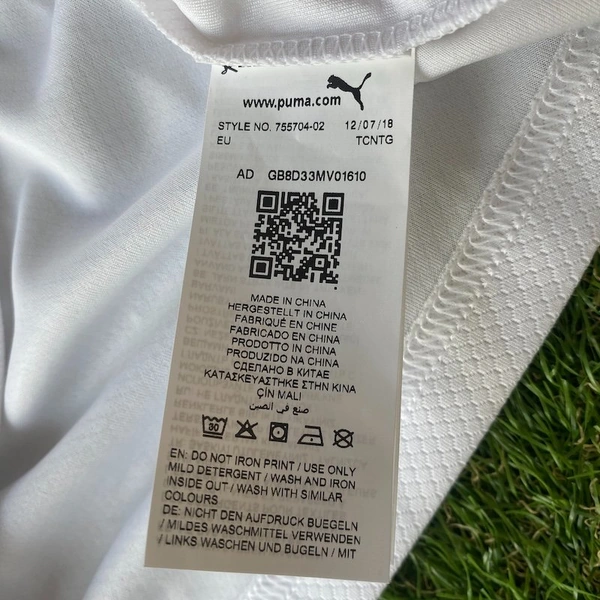 www.puma.com
STYLE NO. 755704-02 12/07/18
EU TCNTG
AD GB8D33MV01610
MADE IN CHINA
HERGESTELLT IN CHINA
FABRIQUÉ EN CHINE
FABRICADO EN CHINA
PRODOTTO IN CHINA
PRODUZIDO NA CHINA
СДЕЛАНО В КИТАЕ
ΚΑΤΑΣΚΕΥΑΣΤΗΚΕ ΣΤΗΝ ΚΙΝΑ
ÇİN MALI
صنع في الصين
30
EN: DO NOT IRON PRINT / USE ONLY
MILD DETERGENT / WASH AND IRON
INSIDE OUT / WASH WITH SIMILAR
COLOURS
DE: NICHT DEN AUFDRUCK BUEGELN
/ MILDES WASCHMITTEL VERWENDEN
/ LINKS WASCHEN UND BUGELN / MIT